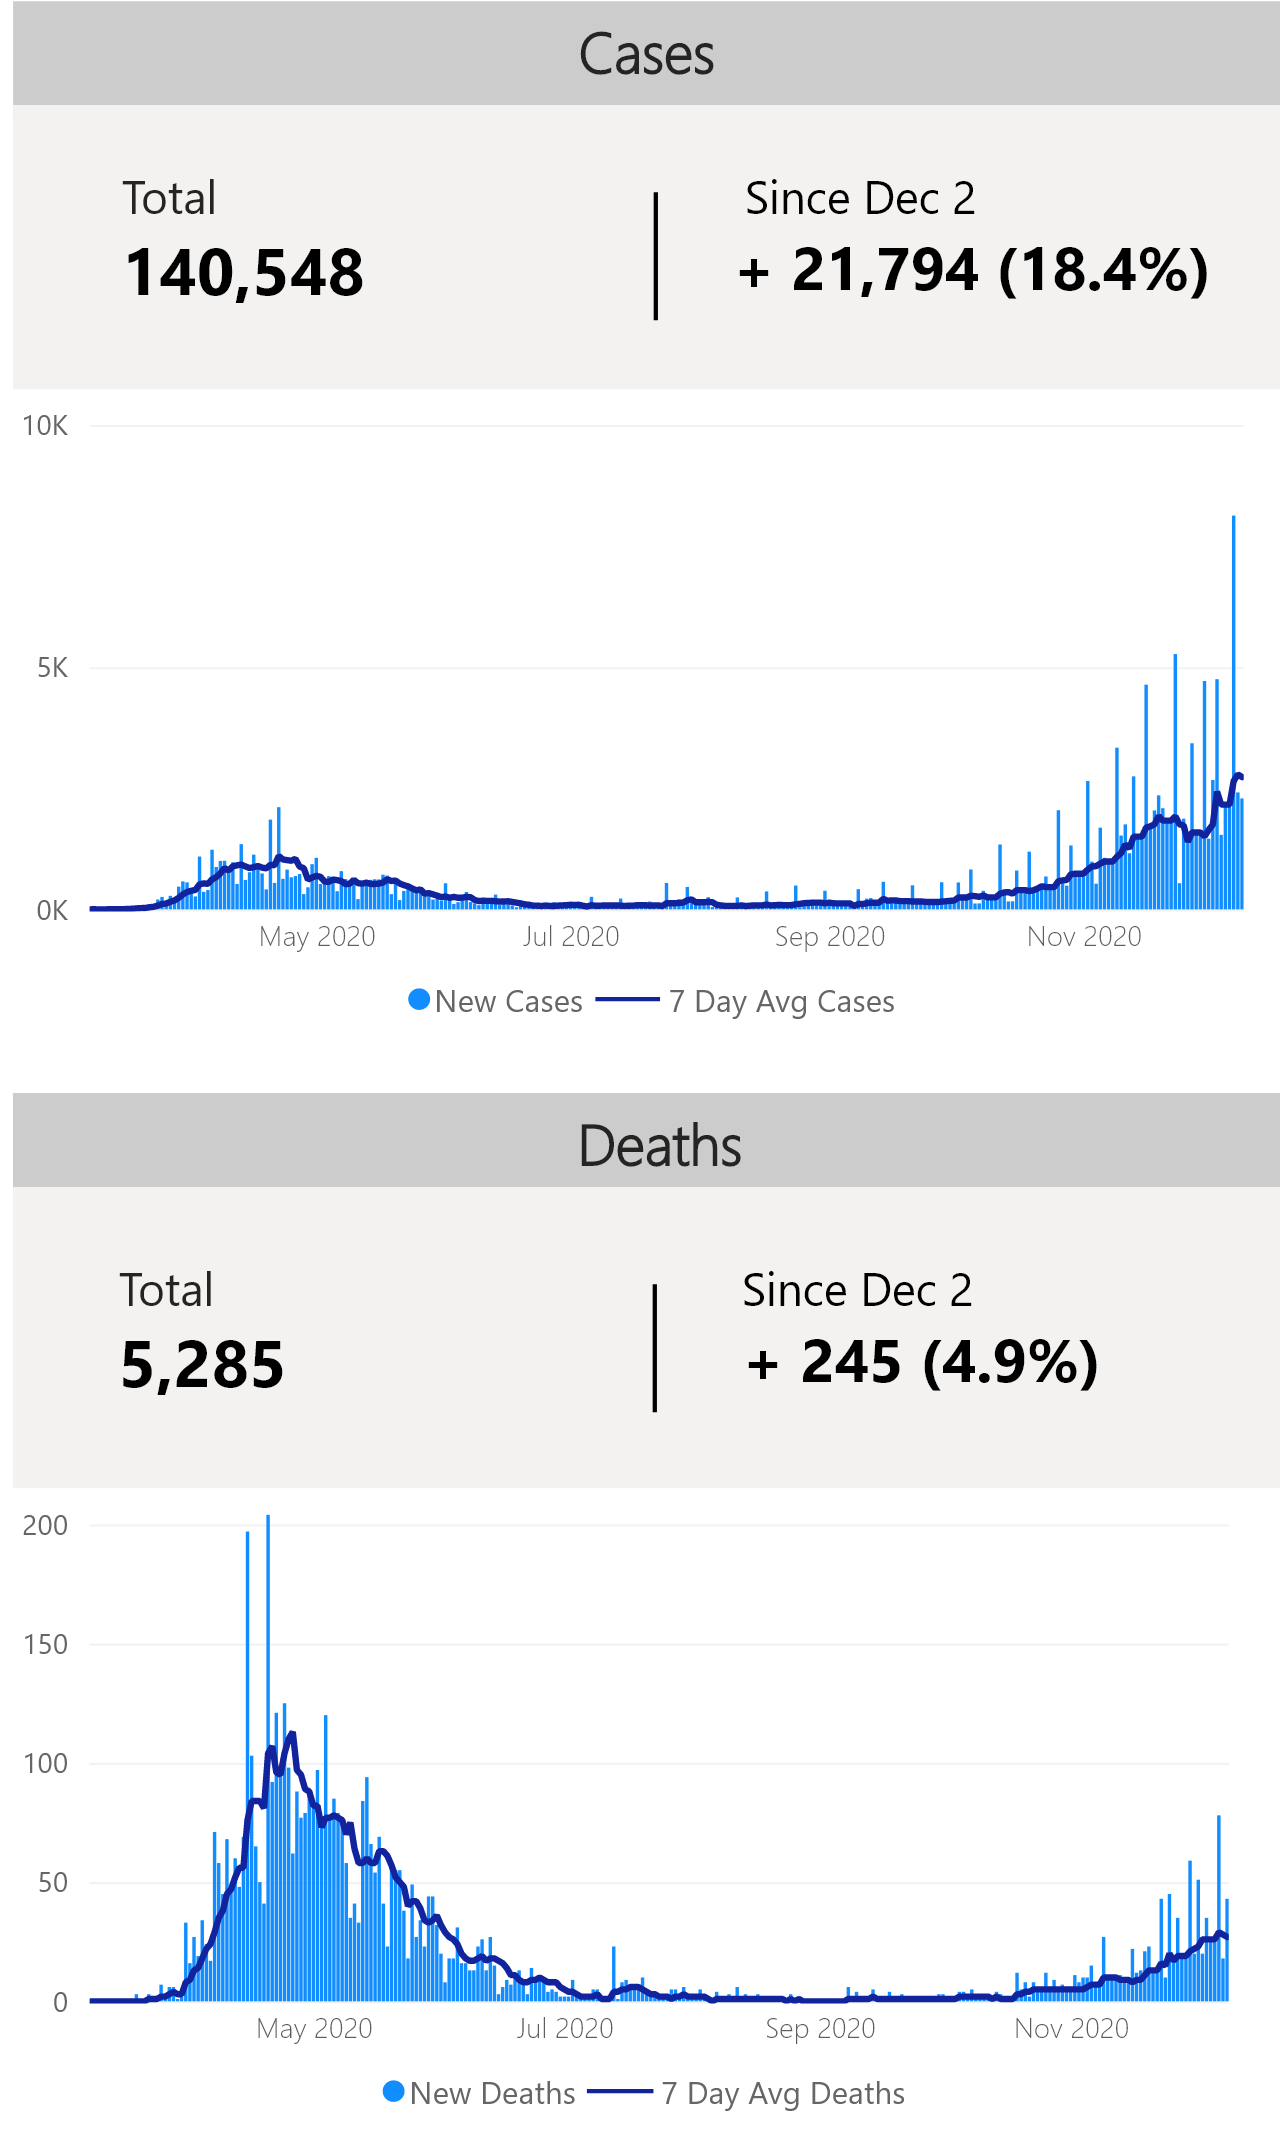 Cases
Total
Since Dec 2
140,548
+ 21,794 (18.4%)
10K
5K
0K
May 2020
Jul 2020
Sep 2020
Nov 2020
New Cases
7 Day Avg Cases
Deaths
Total
Since Dec 2
5,285
+ 245 (4.9%)
200
150
100
50
0
May 2020
Jul 2020
Sep 2020
Nov 2020
New Deaths
7 Day Avg Deaths